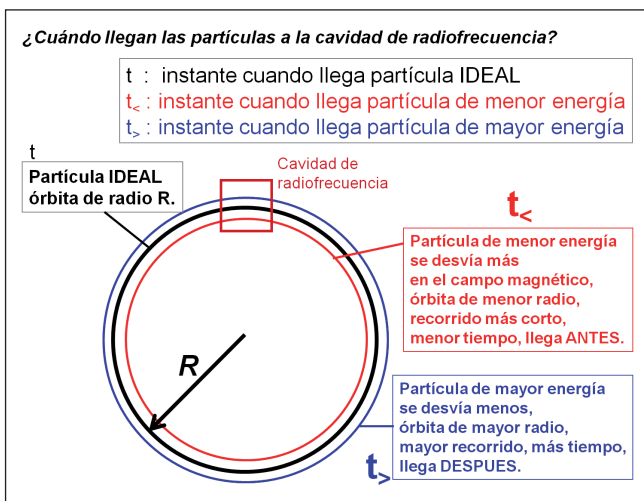 ¿Cuándo llegan las partículas a la cavidad de radiofrecuencia?
t : instante cuando llega partícula IDEAL
t< : instante cuando llega partícula de menor energía
t> : instante cuando llega partícula de mayor energía
t
Partícula IDEAL
órbita de radio R.
Cavidad de
radiofrecuencia
t<
Partícula de menor energía
se desvía más
en el campo magnético,
órbita de menor radio,
recorrido más corto,
menor tiempo, llega ANTES.
R
Partícula de mayor energía
se desvía menos,
órbita de mayor radio,
mayor recorrido, más tiempo,
llega DESPUES.
t>